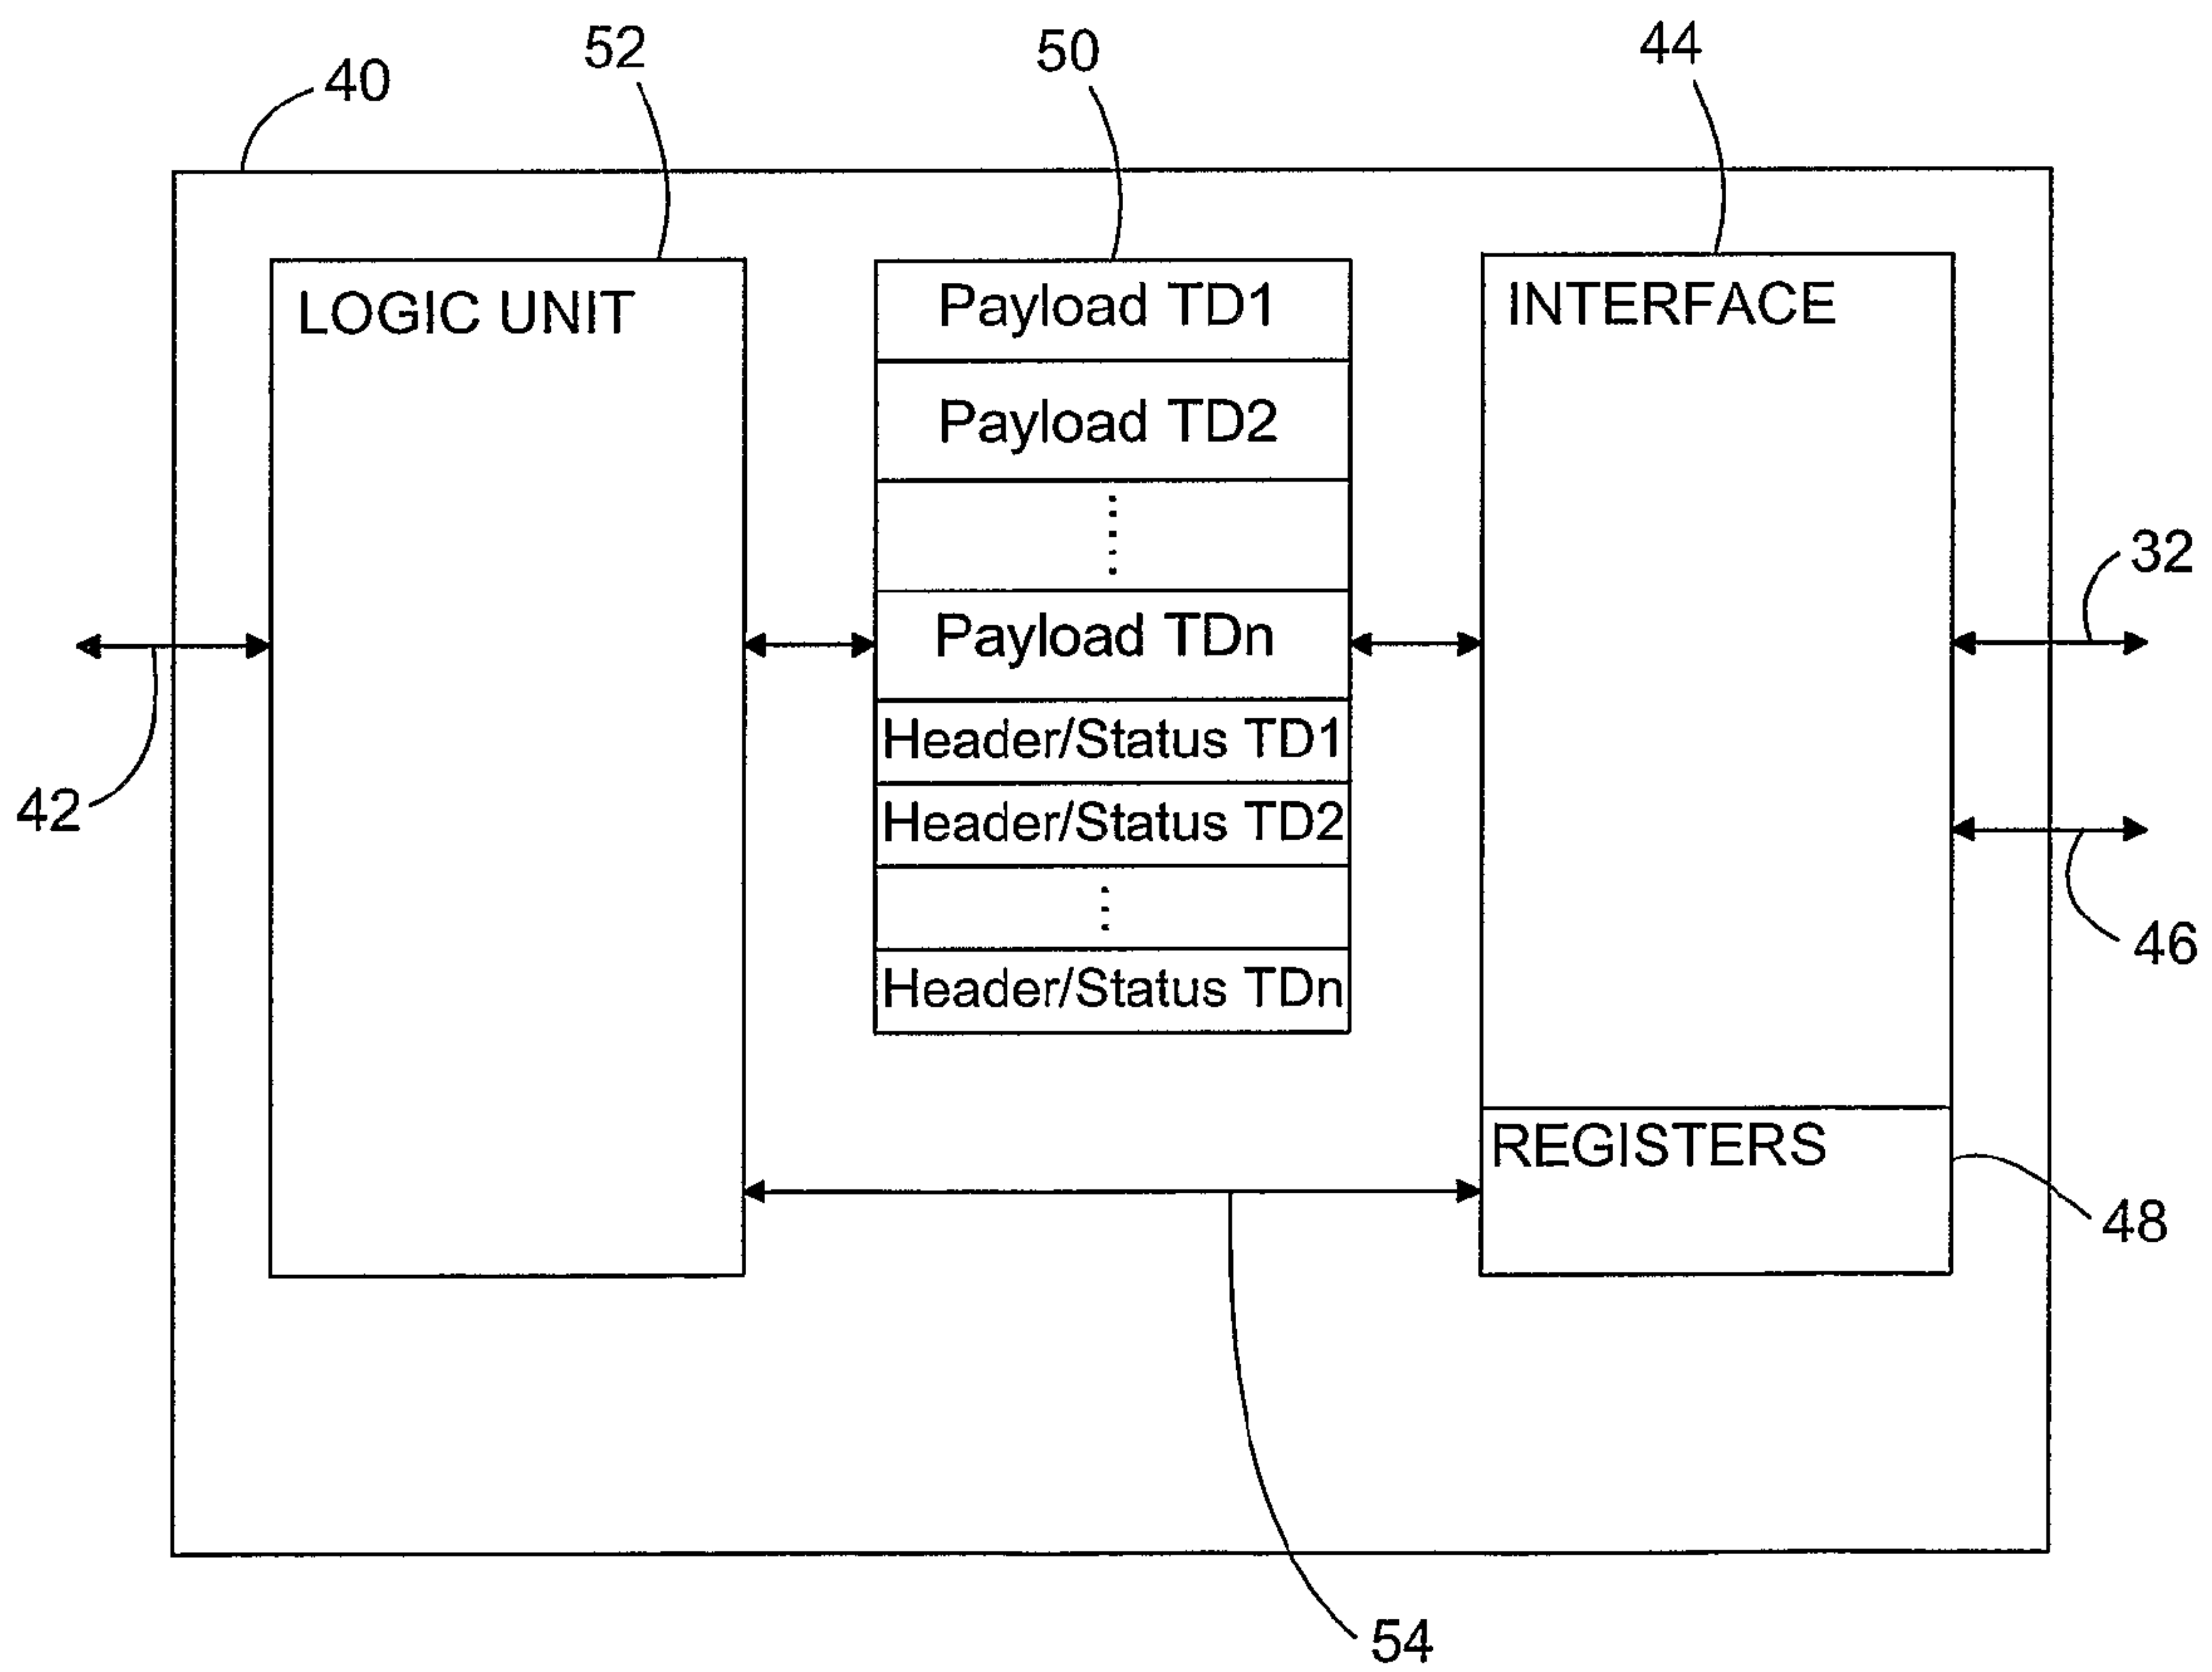 52
50
44
40
LOGIC UNIT
Payload TD1
INTERFACE
Payload TD2
32
Payload TDn
Header/Status TD1
42
Header/Status TD2
46
Header/Status TDn
REGISTERS
48
54